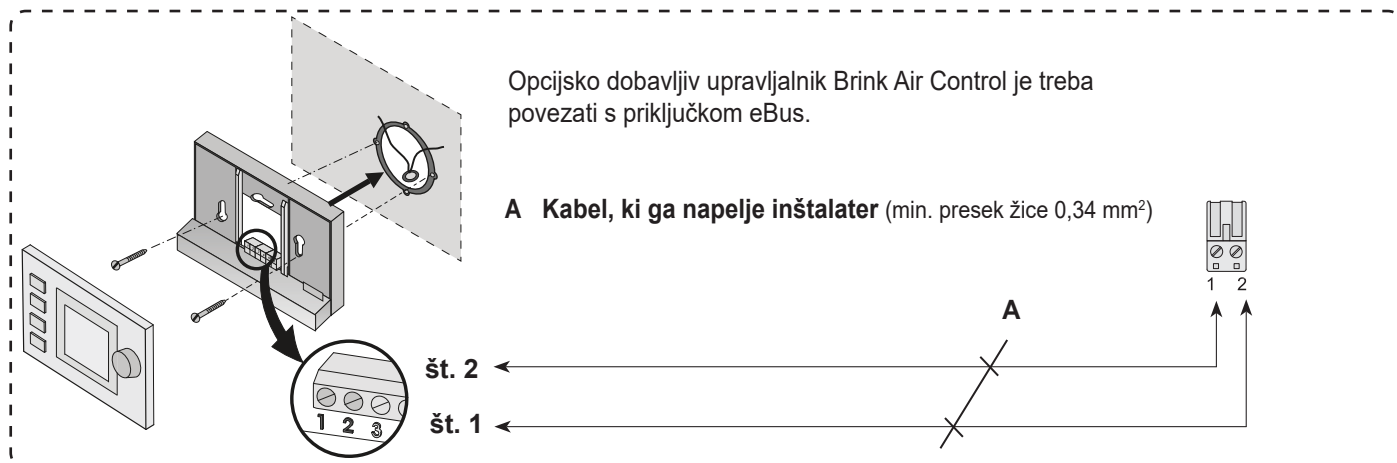 Opcijsko dobavljiv upravljalnik Brink Air Control je treba
povezati s priključkom eBus.
A Kabel, ki ga napelje inštalater (min. presek žice 0,34 mm²)
1 2
A
št. 2
št. 1
1 2 3